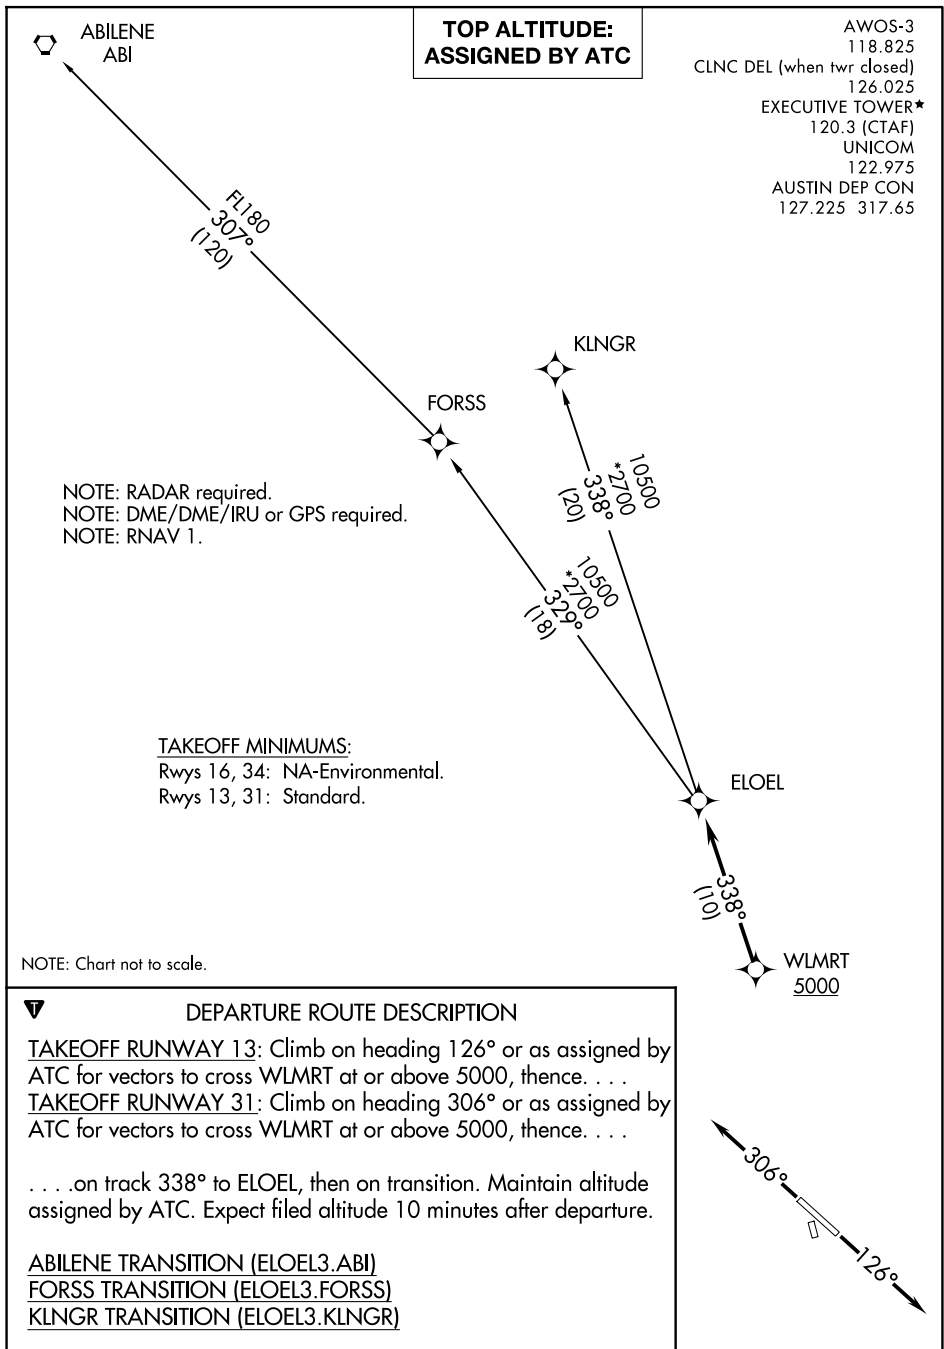 ABILENE
ABI
TOP ALTITUDE:
ASSIGNED BY ATC
AWOS-3
118.825
CLNC DEL (when twr closed)
126.025
EXECUTIVE TOWER★
120.3 (CTAF)
UNICOM
122.975
AUSTIN DEP CON
127.225 317.65
FL180
307°
(120)
KLNGR
FORSS
NOTE: RADAR required.
NOTE: DME/DME/IRU or GPS required.
NOTE: RNAV 1.
10500
*2700
338°
(20)
10500
*2700
329°
(18)
TAKEOFF MINIMUMS:
Rwys 16, 34: NA-Environmental.
Rwys 13, 31: Standard.
ELOEL
338°
(10)
WLMRT
5000
NOTE: Chart not to scale.
T
DEPARTURE ROUTE DESCRIPTION
TAKEOFF RUNWAY 13: Climb on heading 126° or as assigned by
ATC for vectors to cross WLMRT at or above 5000, thence. . . .
TAKEOFF RUNWAY 31: Climb on heading 306° or as assigned by
ATC for vectors to cross WLMRT at or above 5000, thence. . . .
. . . .on track 338° to ELOEL, then on transition. Maintain altitude
assigned by ATC. Expect filed altitude 10 minutes after departure.
ABILENE TRANSITION (ELOEL3.ABI)
FORSS TRANSITION (ELOEL3.FORSS)
KLNGR TRANSITION (ELOEL3.KLNGR)
306°
126°